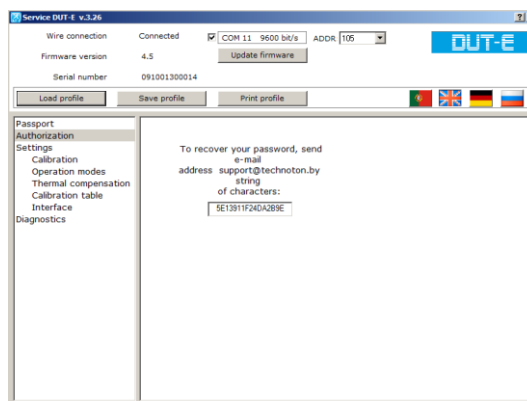 Service DUT-E v.3.26 ?
Wire connection Connected COM 11 9600 bit/s ADDR 105
DUT-E
Firmware version 4.5 Update firmware
Serial number 091001300014
Load profile Save profile Print profile
Passport
Authorization
Settings
Calibration
Operation modes
Thermal compensation
Calibration table
Interface
Diagnostics
To recover your password, send
e-mail
address support@technoton.by
string
of characters:
5E13911F24DA2B9E